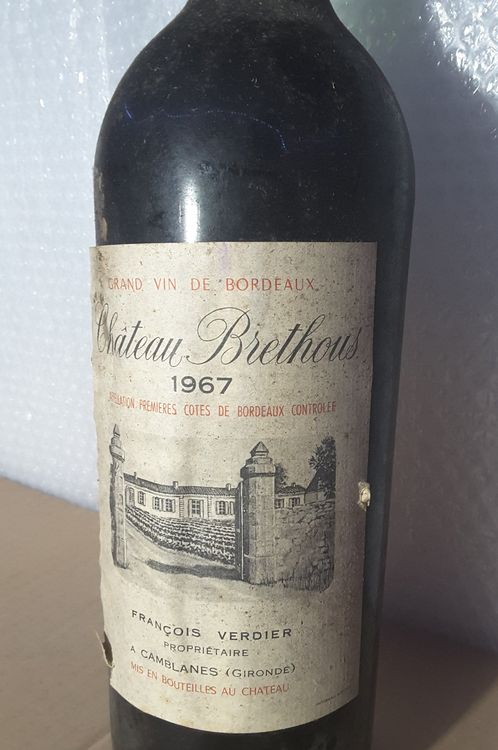 GRAND VIN DE BORDEAUX
Château Brethous
1967
APPELLATION PREMIERES COTES DE BORDEAUX CONTROLEE
FRANÇOIS VERDIER
PROPRIÉTAIRE
A CAMBLANES (GIRONDE)
MIS EN BOUTEILLES AU CHATEAU